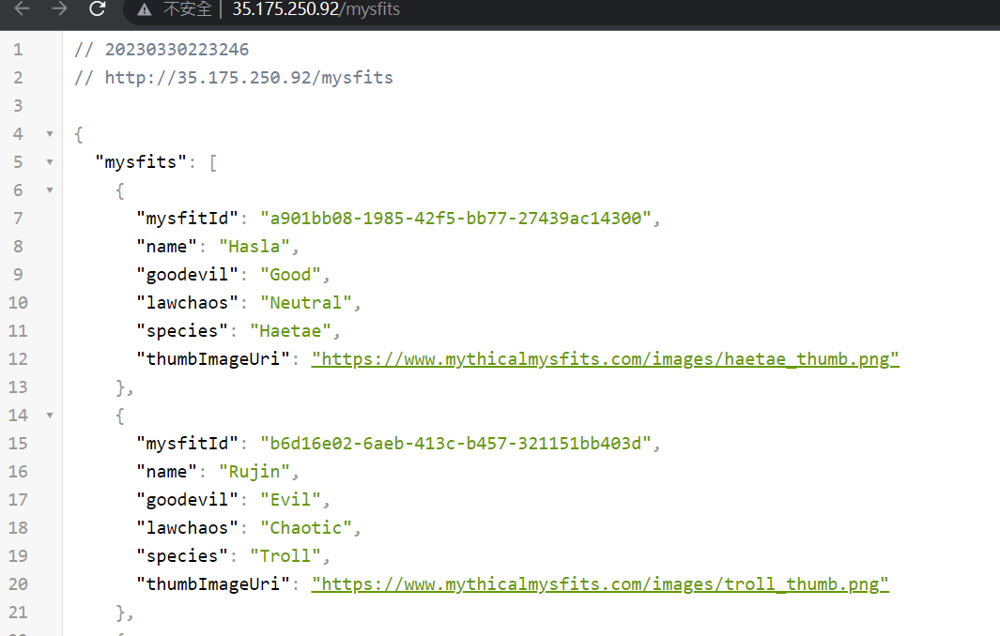 不安全 | 35.175.250.92/mysfits
1 // 20230330223246
2 // http://35.175.250.92/mysfits
3
4 {
5 "mysfits": [
6 {
7 "mysfitId": "a901bb08-1985-42f5-bb77-27439ac14300",
8 "name": "Hasla",
9 "goodevil": "Good",
10 "lawchaos": "Neutral",
11 "species": "Haetae",
12 "thumbImageUri": "https://www.mythicalmysfits.com/images/haetae_thumb.png"
13 },
14 {
15 "mysfitId": "b6d16e02-6aeb-413c-b457-321151bb403d",
16 "name": "Rujin",
17 "goodevil": "Evil",
18 "lawchaos": "Chaotic",
19 "species": "Troll",
20 "thumbImageUri": "https://www.mythicalmysfits.com/images/troll_thumb.png"
21 },